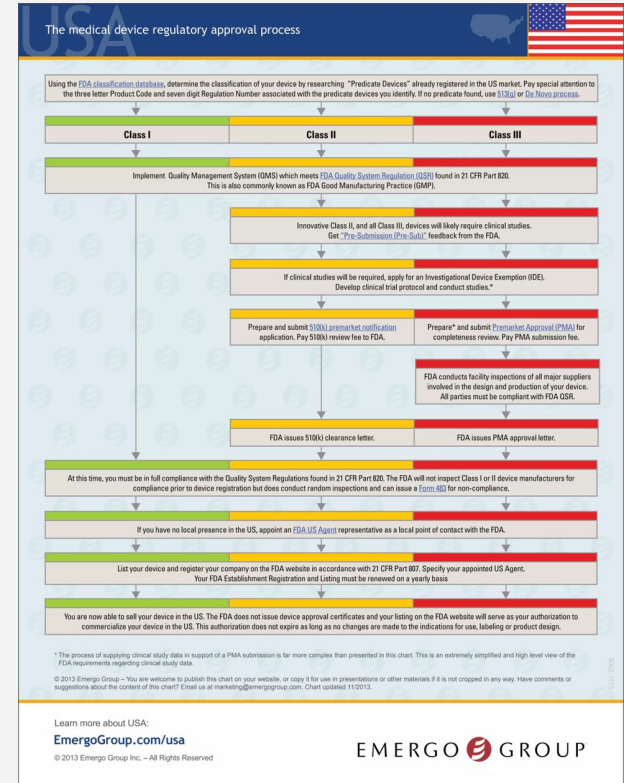 USA
The medical device regulatory approval process
Using the FDA classification database, determine the classification of your device by researching "Predicate Devices" already registered in the US market. Pay special attention to
the three letter Product Code and seven digit Regulation Number associated with the predicate devices you identify. If no predicate found, use 513(g) or De Novo process.
Class I
Class II
Class III
Implement Quality Management System (QMS) which meets FDA Quality System Regulation (QSR) found in 21 CFR Part 820.
This is also commonly known as FDA Good Manufacturing Practice (GMP).
Innovative Class II, and all Class III, devices will likely require clinical studies.
Get "Pre-Submission (Pre-Sub)" feedback from the FDA.
If clinical studies will be required, apply for an Investigational Device Exemption (IDE).
Develop clinical trial protocol and conduct studies.*
Prepare and submit 510(k) premarket notification
application. Pay 510(k) review fee to FDA.
Prepare* and submit Premarket Approval (PMA) for
completeness review. Pay PMA submission fee.
FDA conducts facility inspections of all major suppliers
involved in the design and production of your device.
All parties must be compliant with FDA QSR.
FDA issues 510(k) clearance letter.
FDA issues PMA approval letter.
At this time, you must be in full compliance with the Quality System Regulations found in 21 CFR Part 820. The FDA will not inspect Class I or II device manufacturers for
compliance prior to device registration but does conduct random inspections and can issue a Form 483 for non-compliance.
If you have no local presence in the US, appoint an FDA US Agent representative as a local point of contact with the FDA.
List your device and register your company on the FDA website in accordance with 21 CFR Part 807. Specify your appointed US Agent.
Your FDA Establishment Registration and Listing must be renewed on a yearly basis
You are now able to sell your device in the US. The FDA does not issue device approval certificates and your listing on the FDA website will serve as your authorization to
commercialize your device in the US. This authorization does not expire as long as no changes are made to the indications for use, labeling or product design.
* The process of supplying clinical study data in support of a PMA submission is far more complex than presented in this chart. This is an extremely simplified and high level view of the
FDA requirements regarding clinical study data.
© 2013 Emergo Group – You are welcome to publish this chart on your website, or copy it for use in presentations or other materials if it is not cropped in any way. Have comments or
suggestions about the content of this chart? Email us at marketing@emergogroup.com. Chart updated 11/2013.
Learn more about USA:
EmergoGroup.com/usa
© 2013 Emergo Group Inc. – All Rights Reserved
EMERGO GROUP